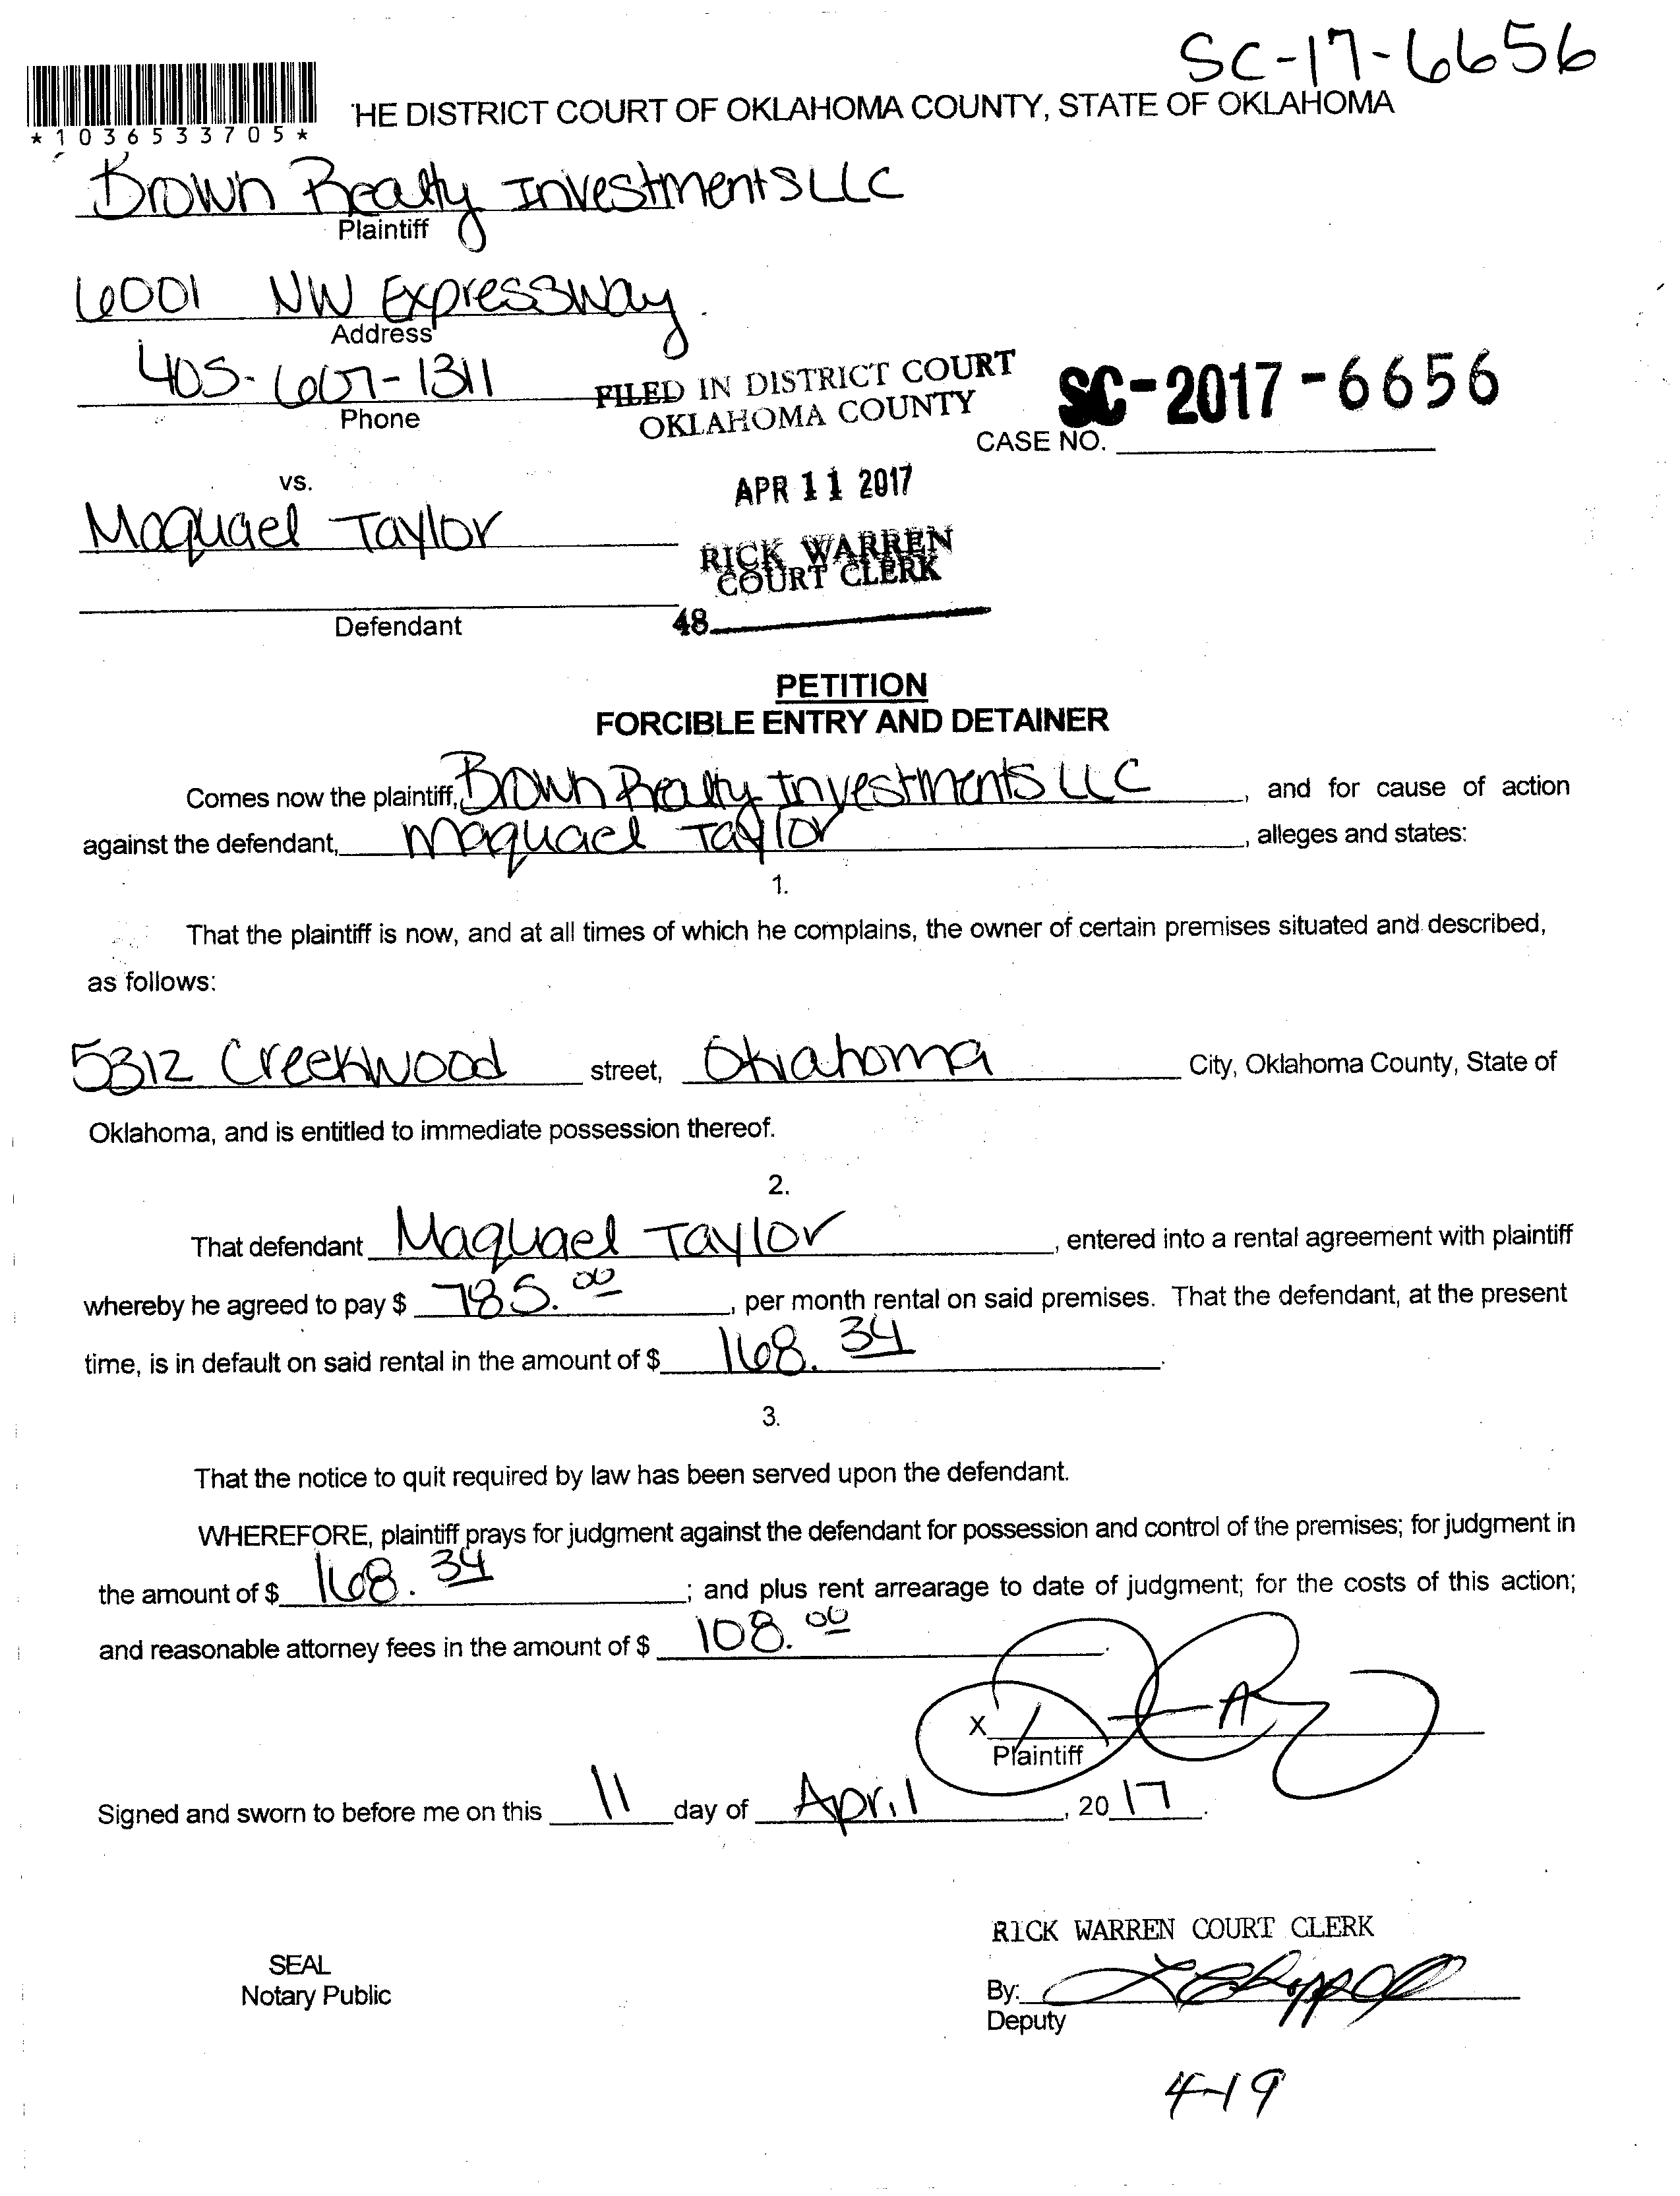 SC-17-6656
*1036533705*
HE DISTRICT COURT OF OKLAHOMA COUNTY, STATE OF OKLAHOMA
Brown Realty Investments LLC
Plaintiff
6001 NW Expressway
Address
405-607-1311
Phone
FILED IN DISTRICT COURT
OKLAHOMA COUNTY
SC-2017-6656
CASE NO.
vs.
APR 11 2017
Maquael Taylor
RICK WARREN
COURT CLERK
Defendant
48
PETITION
FORCIBLE ENTRY AND DETAINER
Comes now the plaintiff, Brown Realty Investments LLC, and for cause of action
against the defendant, Maquael Taylor, alleges and states:
1.
That the plaintiff is now, and at all times of which he complains, the owner of certain premises situated and described,
as follows:
5312 Creekwood street, Oklahoma City, Oklahoma County, State of
Oklahoma, and is entitled to immediate possession thereof.
2.
That defendant Maquael Taylor, entered into a rental agreement with plaintiff
whereby he agreed to pay $ 785.00, per month rental on said premises. That the defendant, at the present
time, is in default on said rental in the amount of $ 168.34.
3.
That the notice to quit required by law has been served upon the defendant.
WHEREFORE, plaintiff prays for judgment against the defendant for possession and control of the premises; for judgment in
the amount of $ 168.34; and plus rent arrearage to date of judgment; for the costs of this action;
and reasonable attorney fees in the amount of $ 108.00.
X
Plaintiff
Signed and sworn to before me on this 11 day of April, 2017.
RICK WARREN COURT CLERK
SEAL
Notary Public
By:
Deputy
4-19